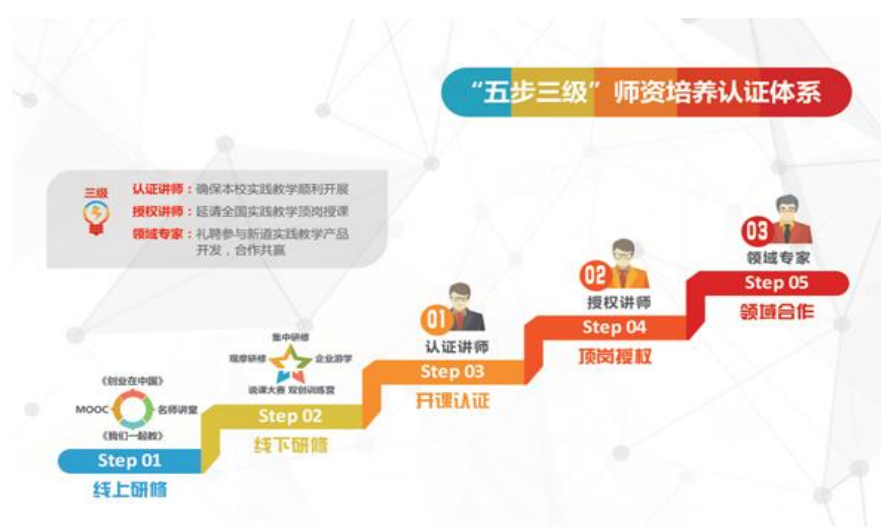 “五步三级”师资培养认证体系
三级
认证讲师：确保本校实践教学顺利开展
授权讲师：延请全国实践教学顶岗授课
领域专家：礼聘参与新道实践教学产品
开发，合作共赢
03
领域专家
Step 05
领域合作
02
授权讲师
Step 04
顶岗授权
01
认证讲师
Step 03
开课认证
集中研修
观摩研修
企业游学
说课大赛 双创训练营
Step 02
线下研修
《创业在中国》
MOOC
名师讲堂
《我们一起教》
Step 01
线上研修